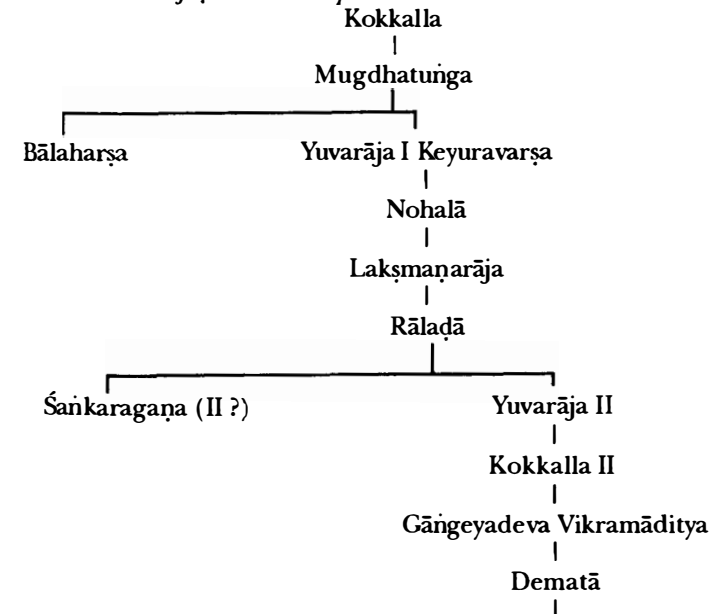 Kokkalla
Mugdhatuṅga
Bālaharṣa Yuvarāja I Keyuravarṣa
Nohalā
Lakṣmaṇarāja
Rālaḍā
Śaṅkaragaṇa (II ?) Yuvarāja II
Kokkalla II
Gāṅgeyadeva Vikramāditya
Dematā